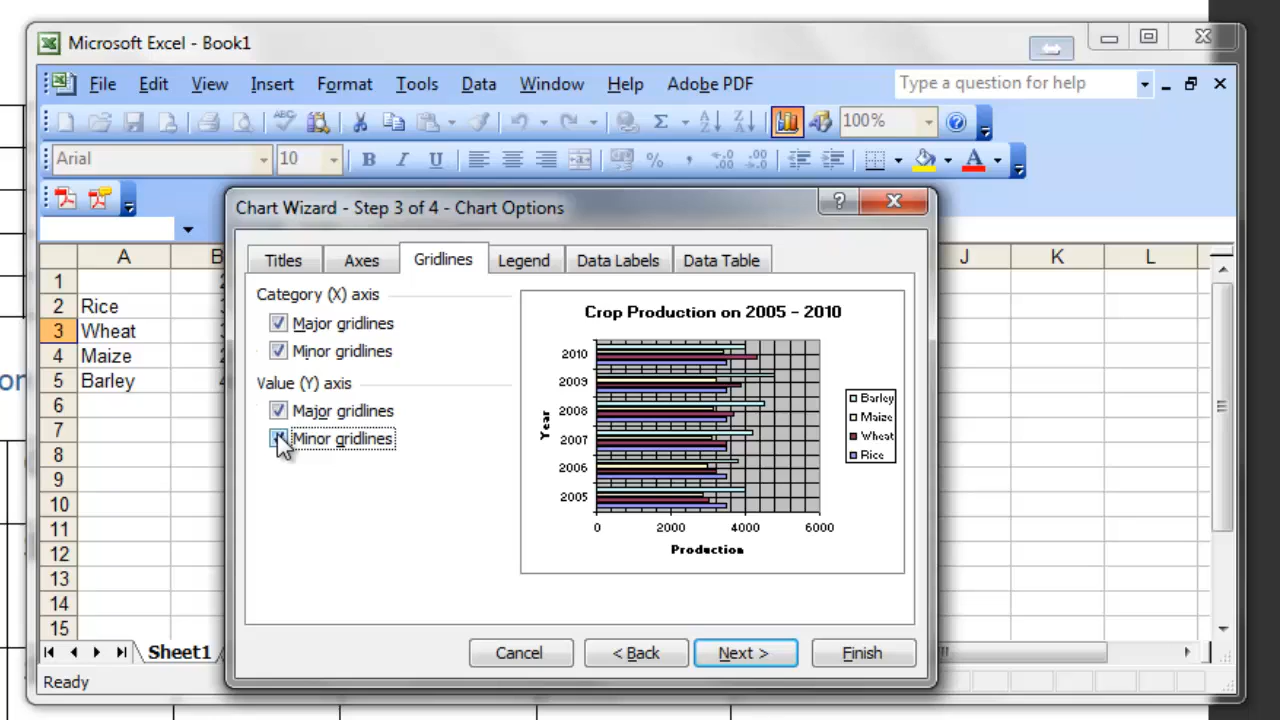 Microsoft Excel - Book1
File Edit View Insert Format Tools Data Window Help Adobe PDF
Type a question for help
100%
Arial 10 B I U
Chart Wizard - Step 3 of 4 - Chart Options
Titles Axes Gridlines Legend Data Labels Data Table
Category (X) axis
Major gridlines
Minor gridlines
Value (Y) axis
Major gridlines
Minor gridlines
Crop Production on 2005 - 2010
2010
2009
2008
2007
2006
2005
Year
0 2000 4000 6000
Production
Barley
Maize
Wheat
Rice
Cancel < Back Next > Finish
A B J K L
1
2 Rice
3 Wheat
4 Maize
5 Barley
6
7
8
9
10
11
12
13
14
15
Sheet1
Ready